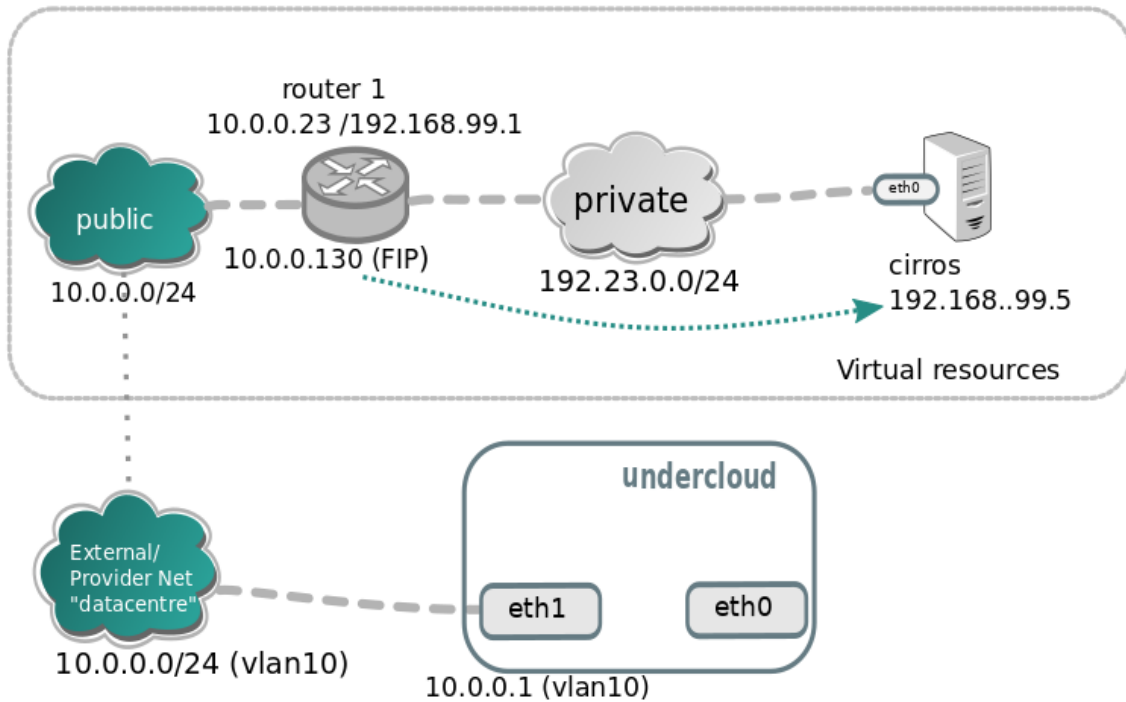 router 1
10.0.0.23 /192.168.99.1
public
private
eth0
10.0.0.130 (FIP)
10.0.0.0/24
192.23.0.0/24
cirros
192.168..99.5
Virtual resources
undercloud
External/
Provider Net
"datacentre"
eth1
eth0
10.0.0.0/24 (vlan10)
10.0.0.1 (vlan10)